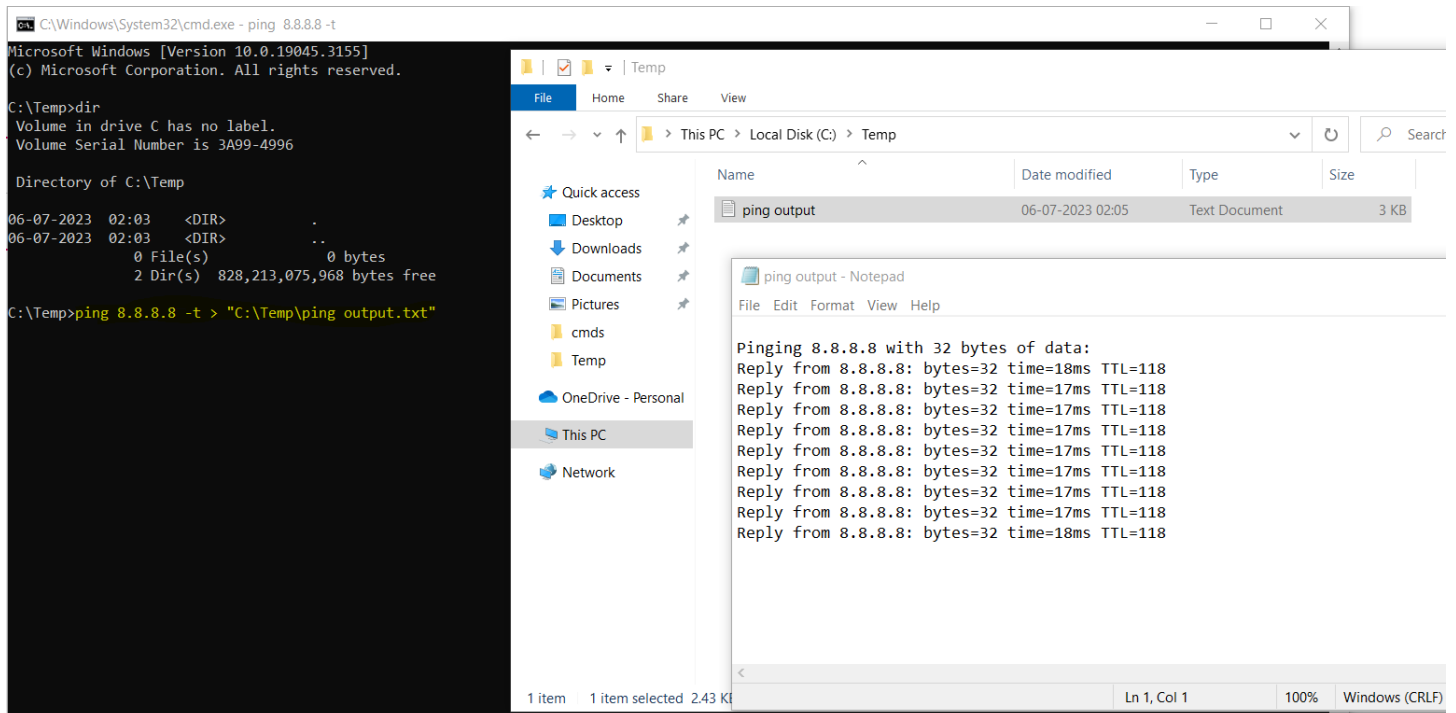 C:\Windows\System32\cmd.exe - ping 8.8.8.8 -t
Microsoft Windows [Version 10.0.19045.3155]
(c) Microsoft Corporation. All rights reserved.
C:\Temp>dir
Volume in drive C has no label.
Volume Serial Number is 3A99-4996
Directory of C:\Temp
06-07-2023 02:03 <DIR> .
06-07-2023 02:03 <DIR> ..
0 File(s) 0 bytes
2 Dir(s) 828,213,075,968 bytes free
C:\Temp>ping 8.8.8.8 -t > "C:\Temp\ping output.txt"
Temp
File Home Share View
This PC > Local Disk (C:) > Temp
Search
Name Date modified Type Size
ping output 06-07-2023 02:05 Text Document 3 KB
Quick access
Desktop
Downloads
Documents
Pictures
cmds
Temp
OneDrive - Personal
This PC
Network
1 item 1 item selected 2.43 KB
ping output - Notepad
File Edit Format View Help
Pinging 8.8.8.8 with 32 bytes of data:
Reply from 8.8.8.8: bytes=32 time=18ms TTL=118
Reply from 8.8.8.8: bytes=32 time=17ms TTL=118
Reply from 8.8.8.8: bytes=32 time=17ms TTL=118
Reply from 8.8.8.8: bytes=32 time=17ms TTL=118
Reply from 8.8.8.8: bytes=32 time=17ms TTL=118
Reply from 8.8.8.8: bytes=32 time=17ms TTL=118
Reply from 8.8.8.8: bytes=32 time=17ms TTL=118
Reply from 8.8.8.8: bytes=32 time=17ms TTL=118
Reply from 8.8.8.8: bytes=32 time=18ms TTL=118
Ln 1, Col 1 100% Windows (CRLF)